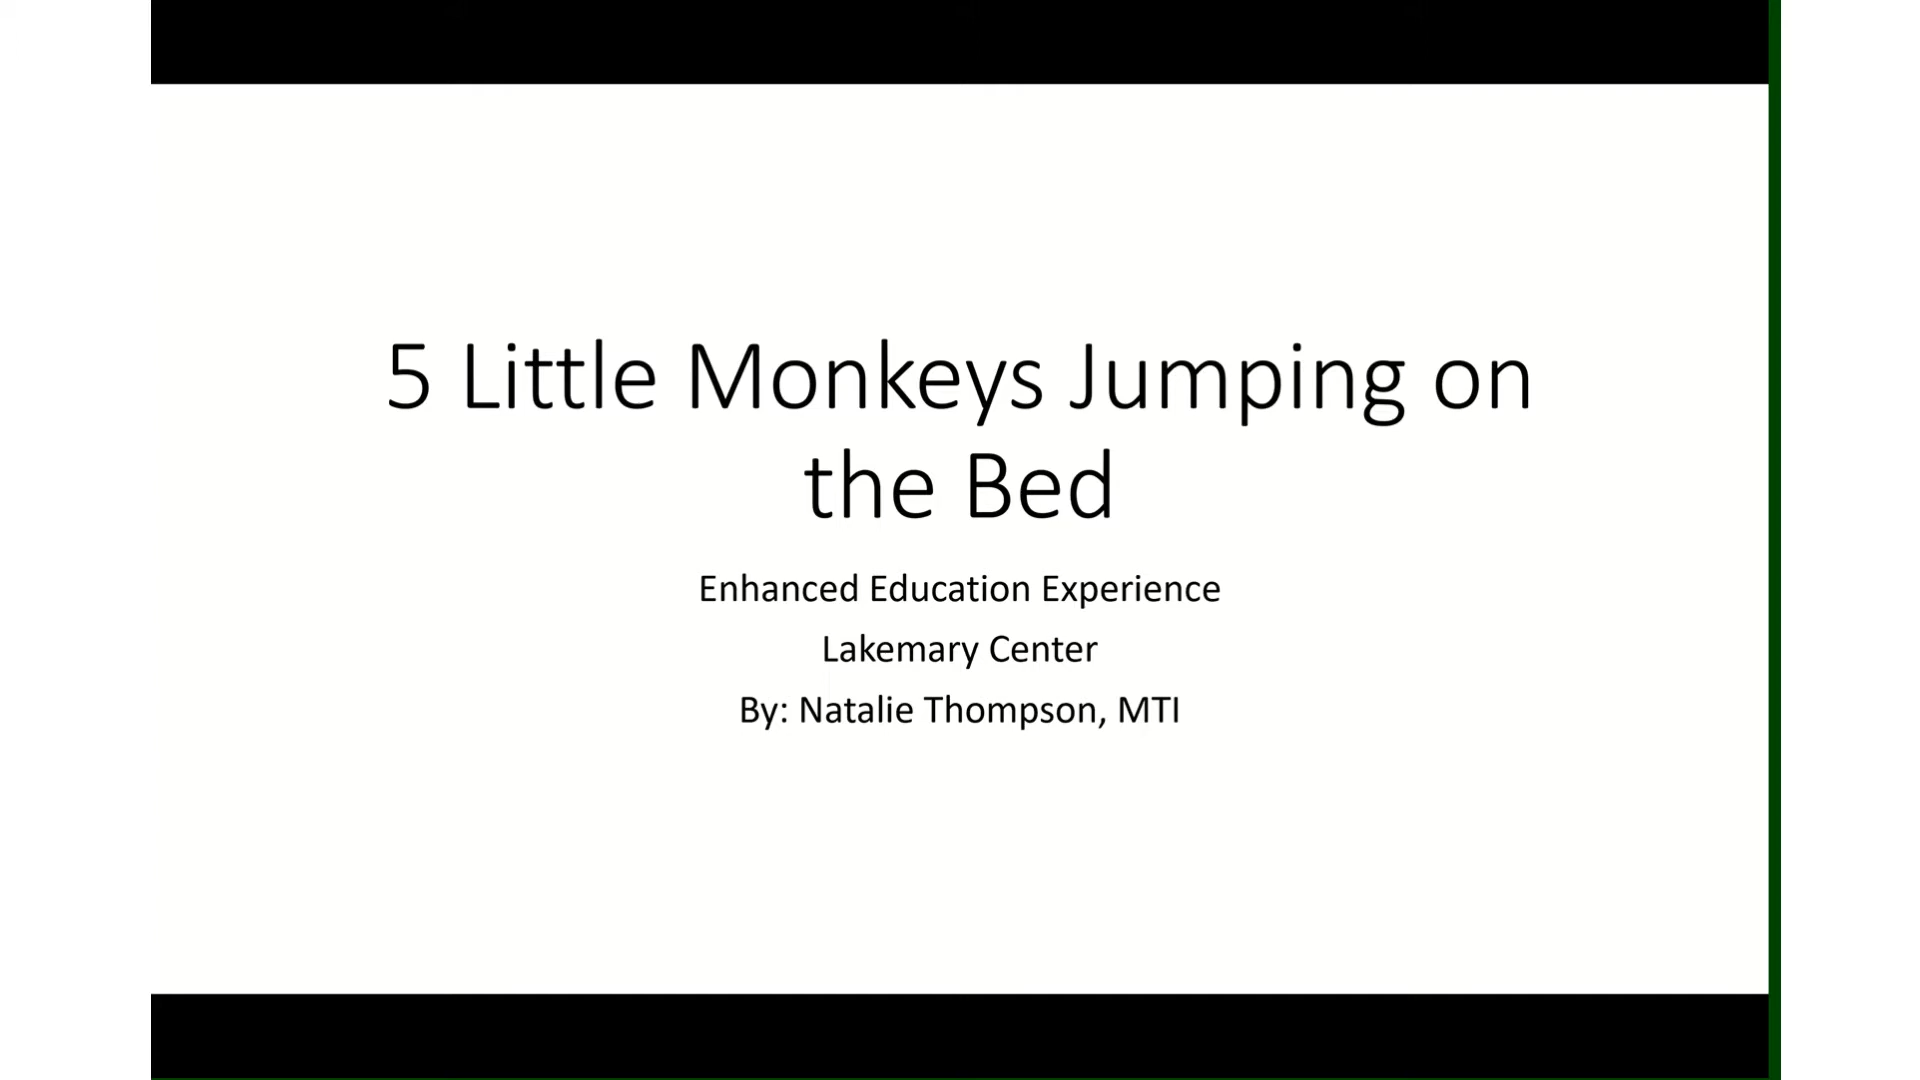 5 Little Monkeys Jumping on
the Bed
Enhanced Education Experience
Lakemary Center
By: Natalie Thompson, MTI